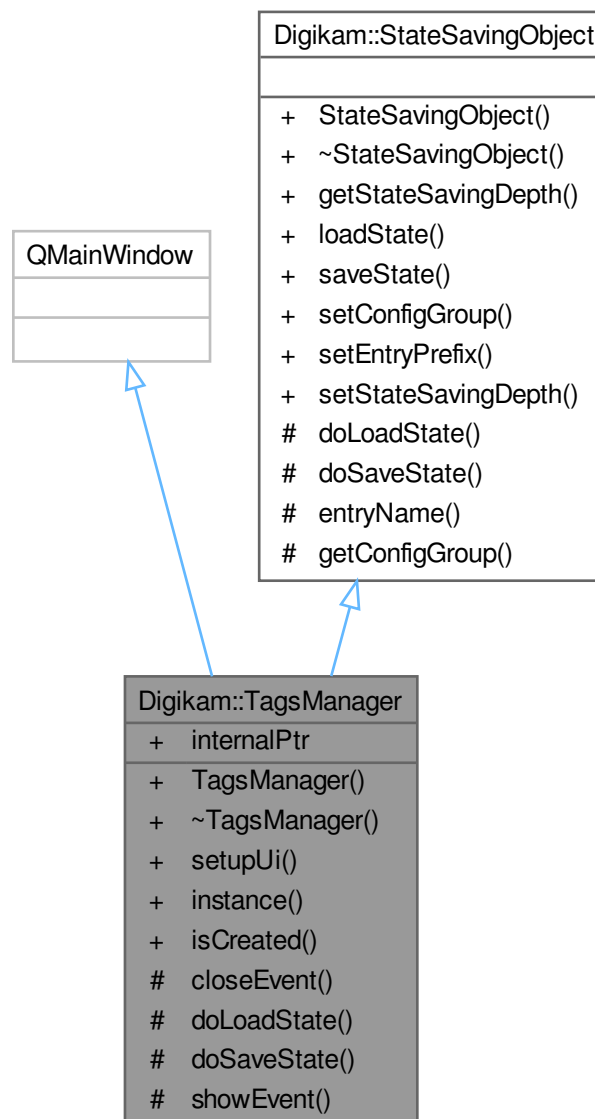 Digikam::StateSavingObject
+ StateSavingObject()
+ ~StateSavingObject()
+ getStateSavingDepth()
+ loadState()
+ saveState()
+ setConfigGroup()
+ setEntryPrefix()
+ setStateSavingDepth()
# doLoadState()
# doSaveState()
# entryName()
# getConfigGroup()
QMainWindow
Digikam::TagsManager
+ internalPtr
+ TagsManager()
+ ~TagsManager()
+ setupUi()
+ instance()
+ isCreated()
# closeEvent()
# doLoadState()
# doSaveState()
# showEvent()